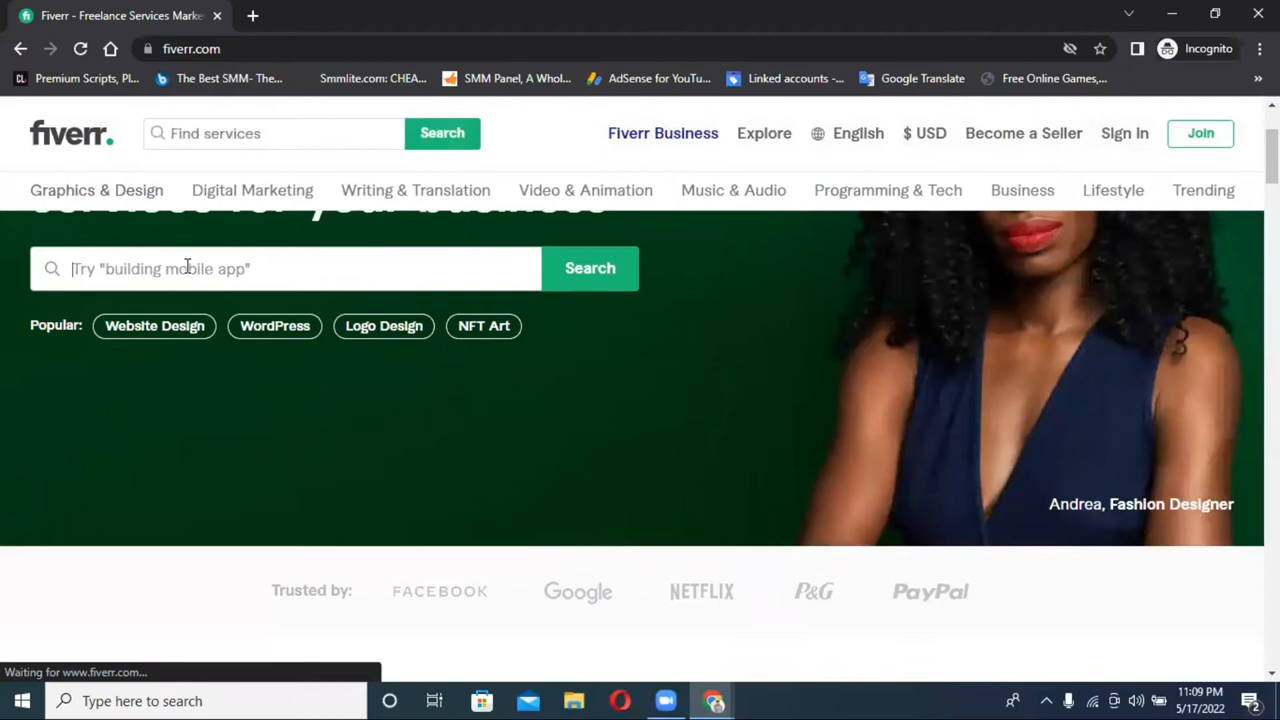 Fiverr - Freelance Services Marke
fiverr.com
Incognito
Premium Scripts, Pl...
The Best SMM- The...
Smmlite.com: CHEA...
SMM Panel, A Whol...
AdSense for YouTu...
Linked accounts -...
Google Translate
Free Online Games,...
fiverr.
Find services
Search
Fiverr Business
Explore
English
$ USD
Become a Seller
Sign In
Join
Graphics & Design
Digital Marketing
Writing & Translation
Video & Animation
Music & Audio
Programming & Tech
Business
Lifestyle
Trending
services for your business
Try "building mobile app"
Search
Popular:
Website Design
WordPress
Logo Design
NFT Art
Andrea, Fashion Designer
Trusted by:
FACEBOOK
Google
NETFLIX
P&G
PayPal
Waiting for www.fiverr.com...
Type here to search
11:09 PM
5/17/2022
2